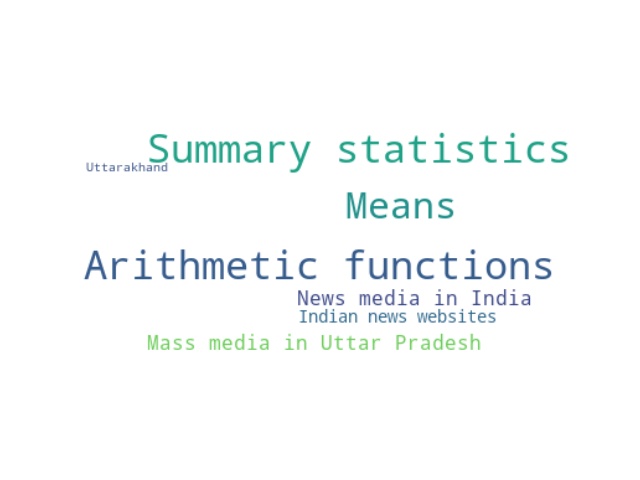 Summary statistics
Uttarakhand
Means
Arithmetic functions
News media in India
Indian news websites
Mass media in Uttar Pradesh